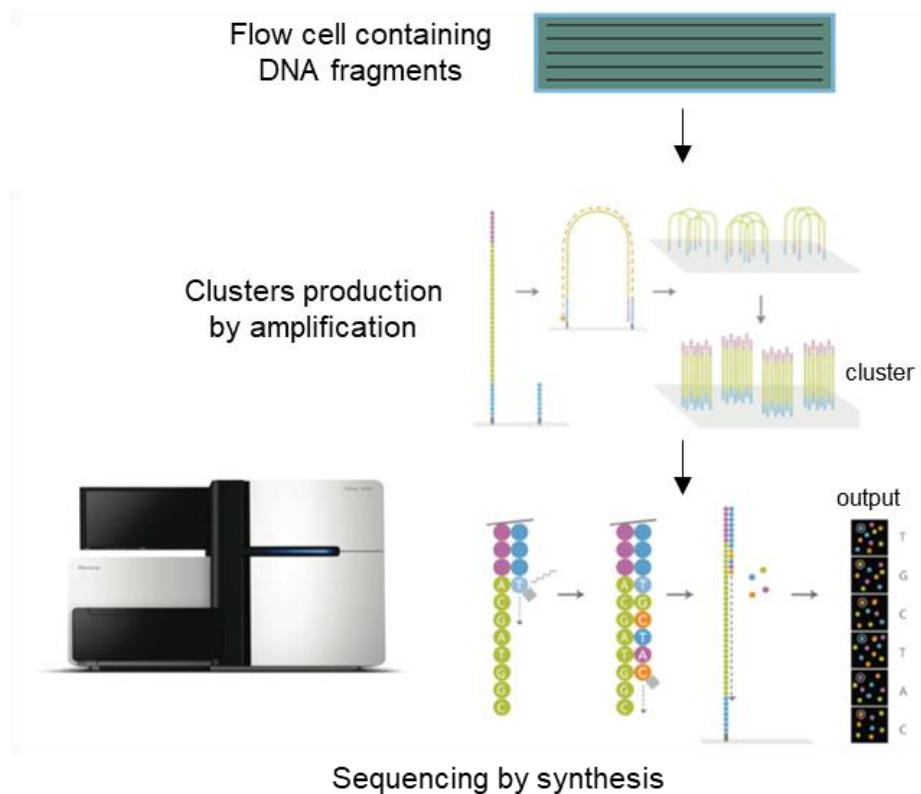 Flow cell containing
DNA fragments
Clusters production
by amplification
cluster
output
A T
C
G
A
T
G
G
C
A T
C G
G C
A T
T A
G C
G
C
T
G
C
T
A
C
Sequencing by synthesis